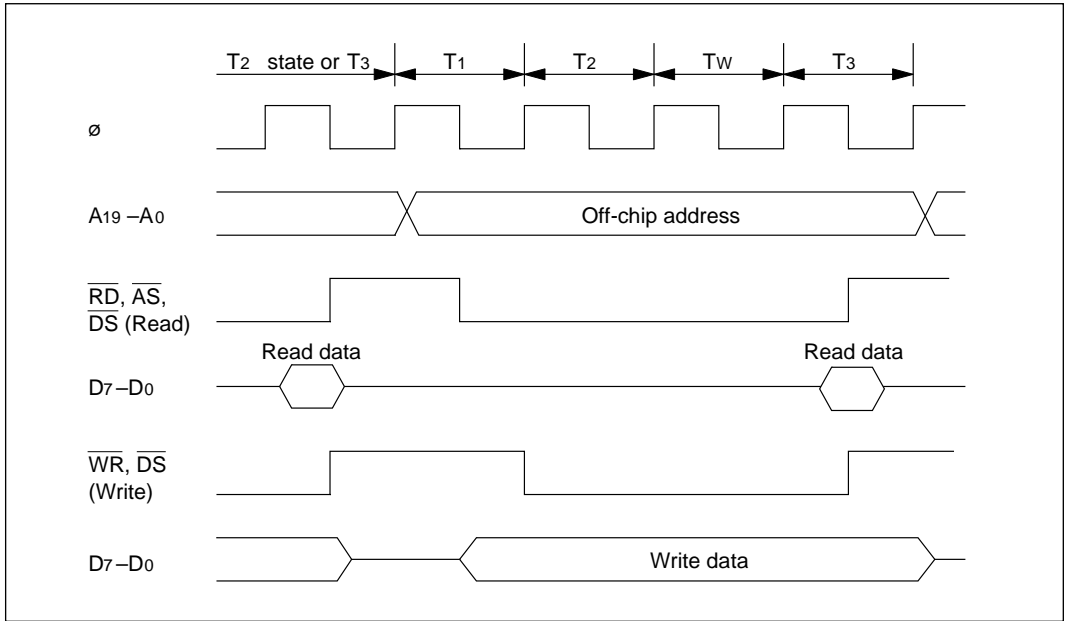 T2 state or T3 T1 T2 TW T3
ø
A19 –A0 Off-chip address
RD, AS,
DS (Read)
Read data Read data
D7–D0
WR, DS
(Write)
D7–D0 Write data